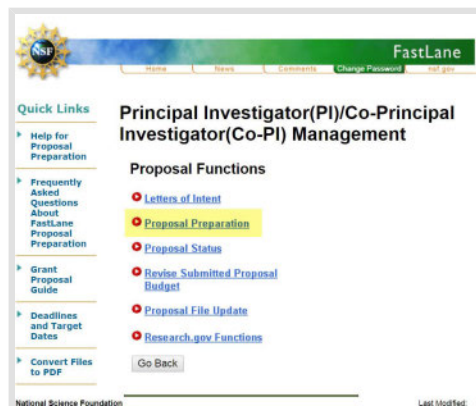 NSF
FastLane
Home
News
Comments
Change Password
nsf.gov
Quick Links
Help for
Proposal
Preparation
Frequently
Asked
Questions
About
FastLane
Proposal
Preparation
Grant
Proposal
Guide
Deadlines
and Target
Dates
Convert Files
to PDF
Principal Investigator(PI)/Co-Principal
Investigator(Co-PI) Management
Proposal Functions
Letters of Intent
Proposal Preparation
Proposal Status
Revise Submitted Proposal
Budget
Proposal File Update
Research.gov Functions
Go Back
National Science Foundation
Last Modified: